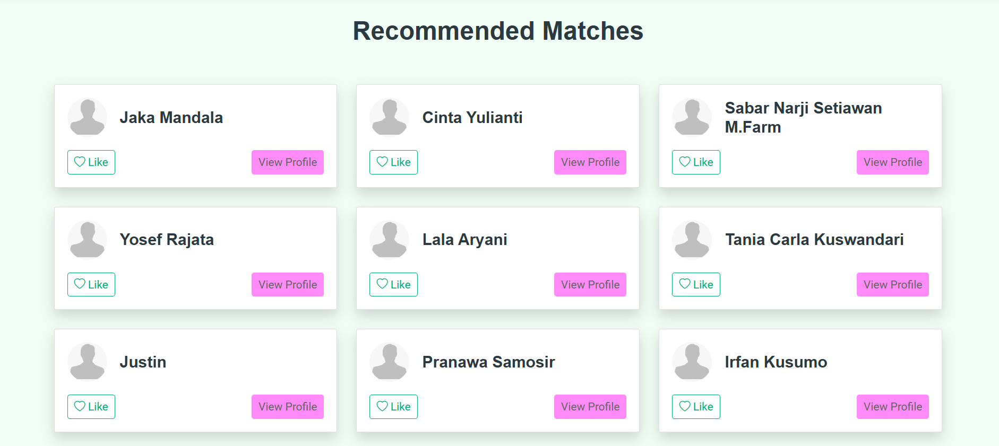 Recommended Matches
Jaka Mandala
Like
View Profile
Cinta Yulianti
Like
View Profile
Sabar Narji Setiawan
M.Farm
Like
View Profile
Yosef Rajata
Like
View Profile
Lala Aryani
Like
View Profile
Tania Carla Kuswandari
Like
View Profile
Justin
Like
View Profile
Pranawa Samosir
Like
View Profile
Irfan Kusumo
Like
View Profile